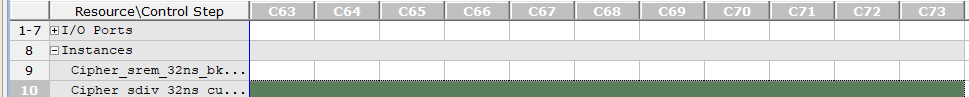 Resource\Control Step C63 C64 C65 C66 C67 C68 C69 C70 C71 C72 C73
1-7 I/O Ports
8 Instances
9 Cipher_srem_32ns_bk...
10 Cipher_sdiv_32ns_cu...